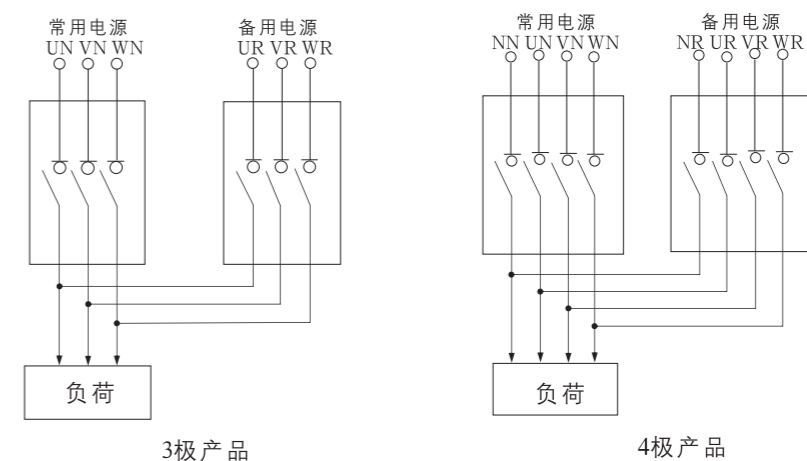 常用电源
UN VN WN
备用电源
UR VR WR
负荷
3极产品
常用电源
NN UN VN WN
备用电源
NR UR VR WR
负荷
4极产品